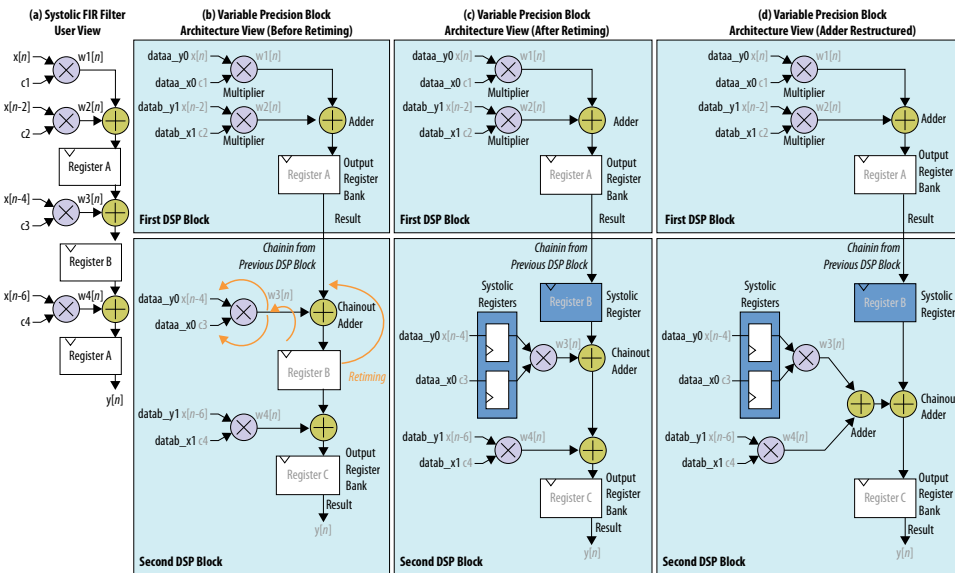 (a) Systolic FIR Filter
User View
x[n]
w1[n]
c1
x[n-2]
w2[n]
c2
Register A
x[n-4]
w3[n]
c3
Register B
x[n-6]
w4[n]
c4
Register A
y[n]
(b) Variable Precision Block
Architecture View (Before Retiming)
dataa_y0 x[n]
w1[n]
dataa_x0 c1
Multiplier
datab_y1 x[n-2]
w2[n]
datab_x1 c2
Multiplier
Adder
Register A
Output
Register
Bank
Result
First DSP Block
Chainin from
Previous DSP Block
dataa_y0 x[n-4]
w3[n]
dataa_x0 c3
Chainout
Adder
Register B
Retiming
datab_y1 x[n-6]
w4[n]
datab_x1 c4
Register C
Output
Register
Bank
Result
y[n]
Second DSP Block
(c) Variable Precision Block
Architecture View (After Retiming)
dataa_y0 x[n]
w1[n]
dataa_x0 c1
Multiplier
datab_y1 x[n-2]
w2[n]
datab_x1 c2
Multiplier
Adder
Register A
Output
Register
Bank
Result
First DSP Block
Chainin from
Previous DSP Block
Systolic
Registers
Register B
Systolic
Register
dataa_y0 x[n-4]
w3[n]
dataa_x0 c3
Chainout
Adder
datab_y1 x[n-6]
w4[n]
datab_x1 c4
Register C
Output
Register
Bank
Result
y[n]
Second DSP Block
(d) Variable Precision Block
Architecture View (Adder Restructured)
dataa_y0 x[n]
w1[n]
dataa_x0 c1
Multiplier
datab_y1 x[n-2]
w2[n]
datab_x1 c2
Multiplier
Adder
Register A
Output
Register
Bank
Result
First DSP Block
Chainin from
Previous DSP Block
Systolic
Registers
Register B
Systolic
Register
dataa_y0 x[n-4]
w3[n]
dataa_x0 c3
Adder
Chainout
Adder
datab_y1 x[n-6]
w4[n]
datab_x1 c4
Register C
Output
Register
Bank
Result
y[n]
Second DSP Block